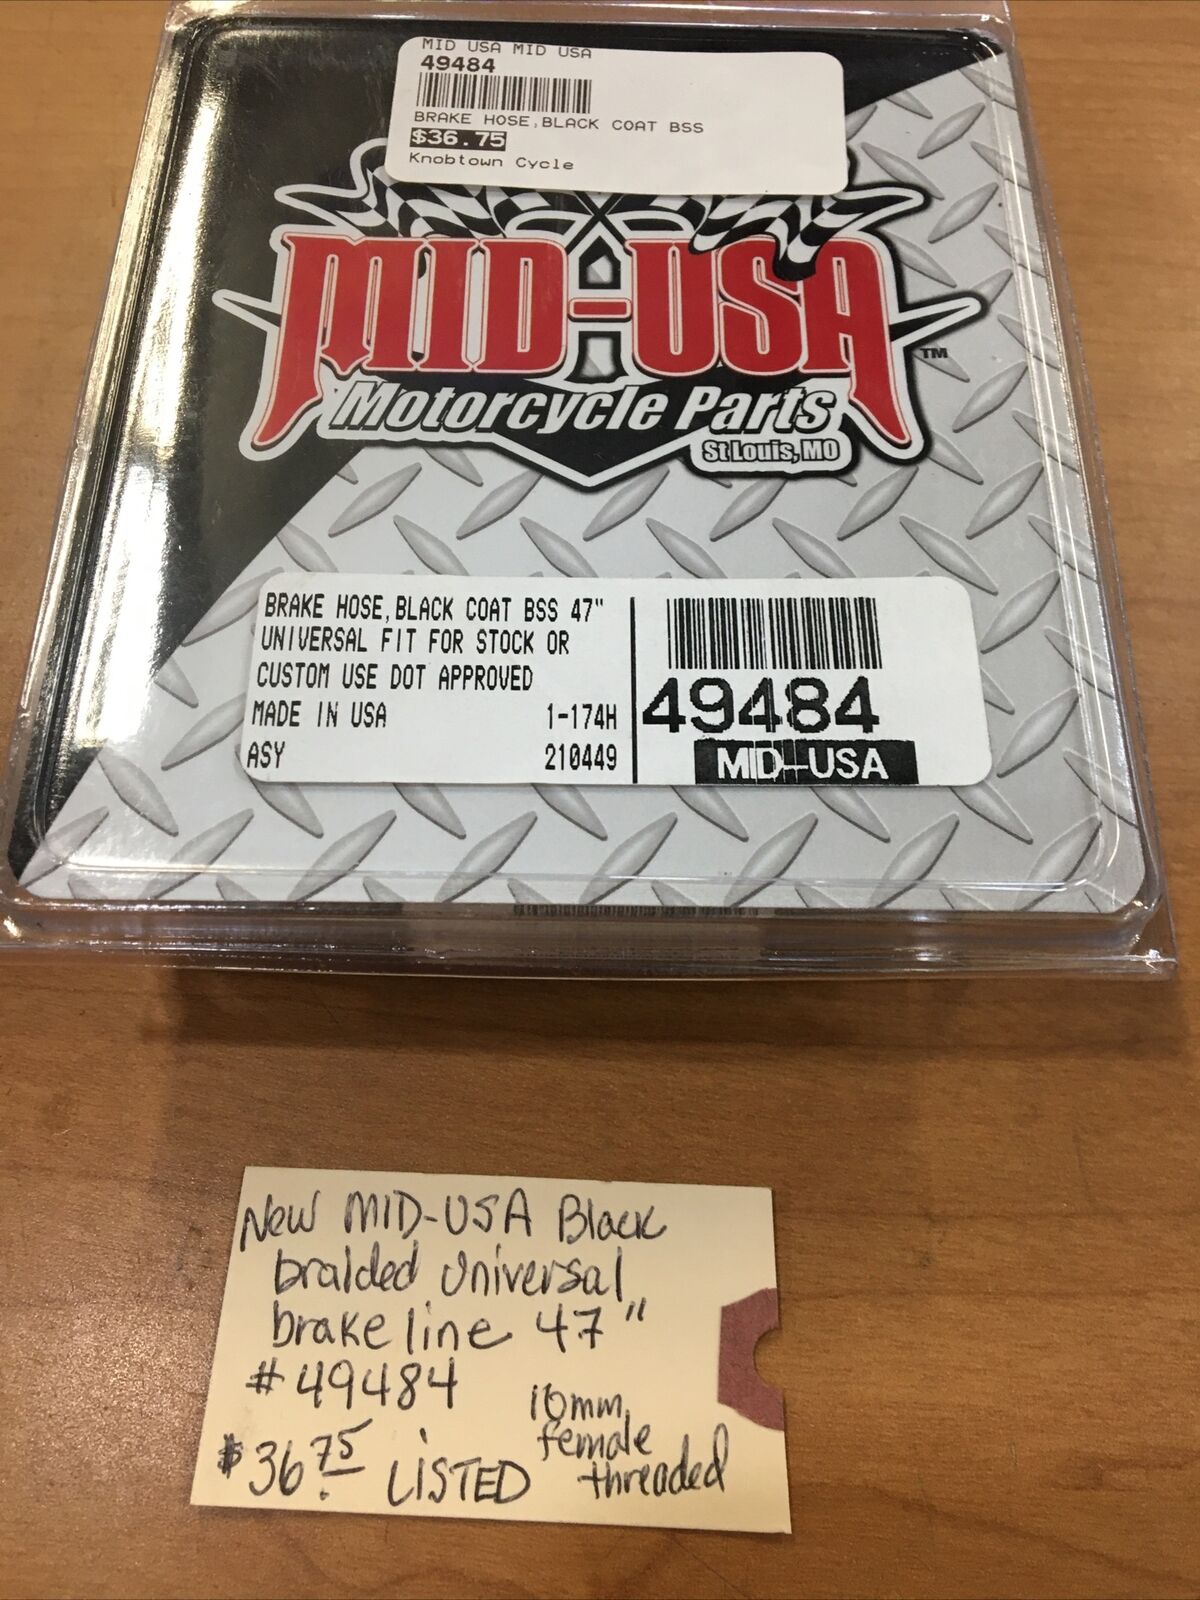 MID USA MID USA
49484
BRAKE HOSE,BLACK COAT BSS
$36.75
Knobtown Cycle
MID-USA
TM
Motorcycle Parts
St Louis, MO
BRAKE HOSE,BLACK COAT BSS 47"
UNIVERSAL FIT FOR STOCK OR
CUSTOM USE DOT APPROVED
MADE IN USA 1-174H
ASY 210449
49484
MID-USA
New MID-USA Black
braided Universal
brake line 47"
#49484
10mm
female
threaded
$36.75 LISTED